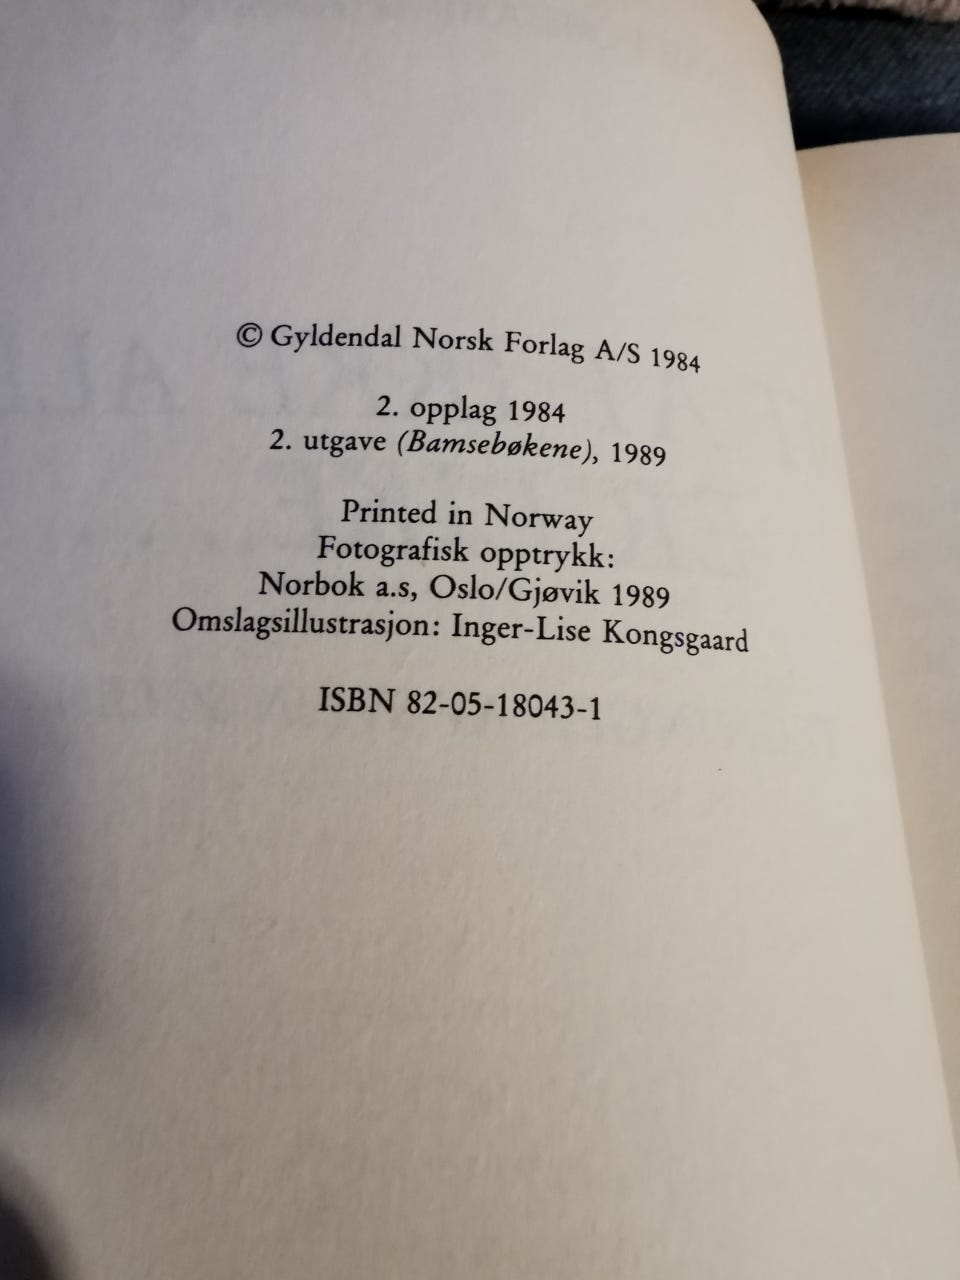 © Gyldendal Norsk Forlag A/S 1984
2. opplag 1984
2. utgave (Bamsebøkene), 1989
Printed in Norway
Fotografisk opptrykk:
Norbok a.s, Oslo/Gjøvik 1989
Omslagsillustrasjon: Inger-Lise Kongsgaard
ISBN 82-05-18043-1